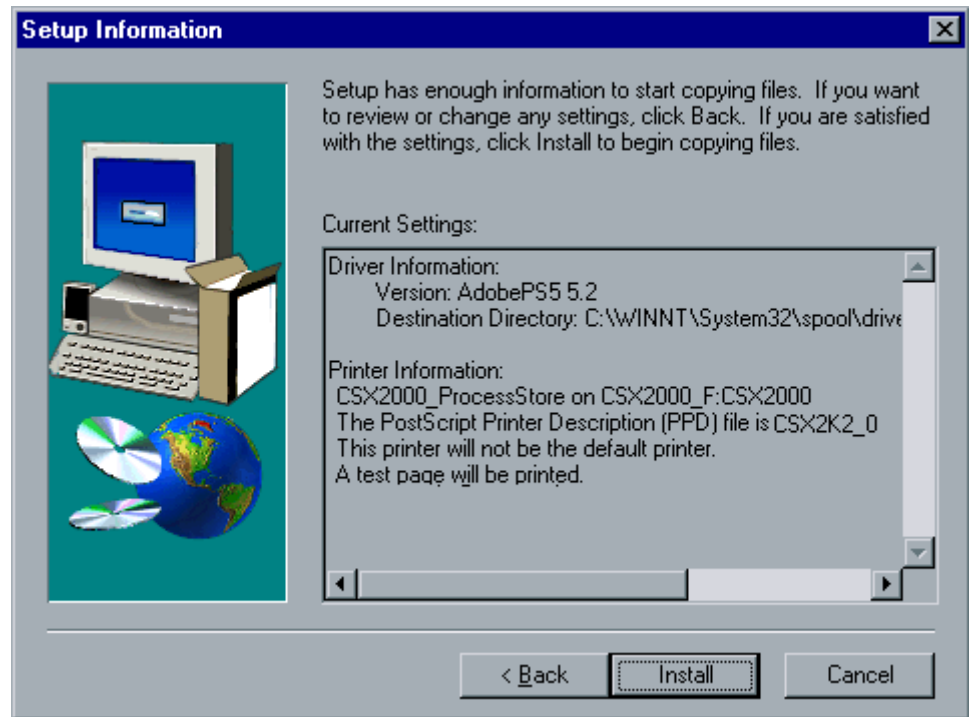 Setup Information
Setup has enough information to start copying files. If you want
to review or change any settings, click Back. If you are satisfied
with the settings, click Install to begin copying files.
Current Settings:
Driver Information:
Version: AdobePS5 5.2
Destination Directory: C:\WINNT\System32\spool\drive
Printer Information:
CSX2000_ProcessStore on CSX2000_F:CSX2000
The PostScript Printer Description (PPD) file is CSX2K2_0
This printer will not be the default printer.
A test page will be printed.
< Back
Install
Cancel